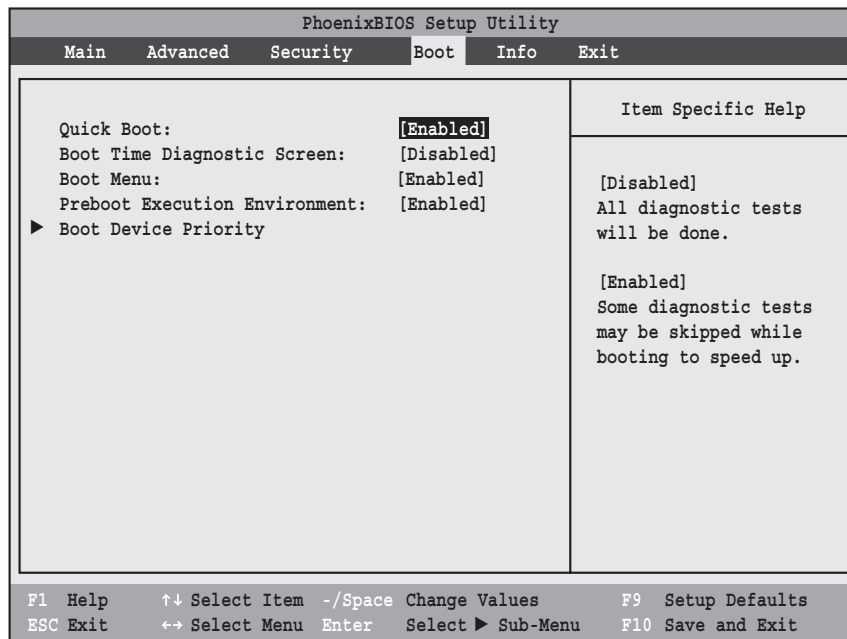 PhoenixBIOS Setup Utility
Main Advanced Security Boot Info Exit
Quick Boot: [Enabled]
Boot Time Diagnostic Screen: [Disabled]
Boot Menu: [Enabled]
Preboot Execution Environment: [Enabled]
▶ Boot Device Priority
Item Specific Help
[Disabled]
All diagnostic tests
will be done.
[Enabled]
Some diagnostic tests
may be skipped while
booting to speed up.
F1 Help ↑↓ Select Item -/Space Change Values F9 Setup Defaults
ESC Exit ←→ Select Menu Enter Select ▶ Sub-Menu F10 Save and Exit